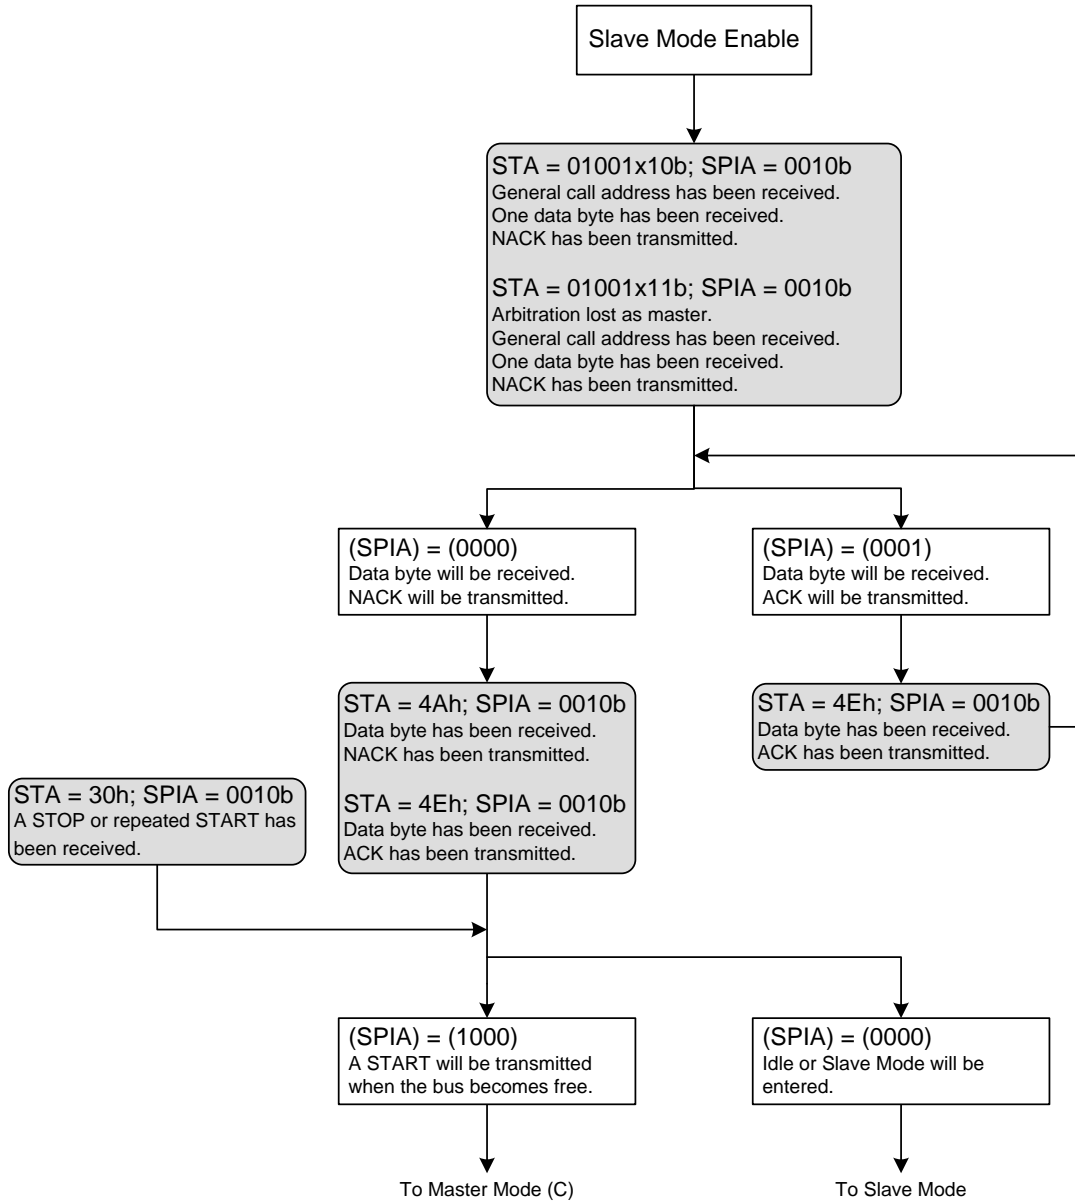 Slave Mode Enable
STA = 01001x10b; SPIA = 0010b
General call address has been received.
One data byte has been received.
NACK has been transmitted.
STA = 01001x11b; SPIA = 0010b
Arbitration lost as master.
General call address has been received.
One data byte has been received.
NACK has been transmitted.
(SPIA) = (0000)
Data byte will be received.
NACK will be transmitted.
(SPIA) = (0001)
Data byte will be received.
ACK will be transmitted.
STA = 4Ah; SPIA = 0010b
Data byte has been received.
NACK has been transmitted.
STA = 4Eh; SPIA = 0010b
Data byte has been received.
ACK has been transmitted.
STA = 4Eh; SPIA = 0010b
Data byte has been received.
ACK has been transmitted.
STA = 30h; SPIA = 0010b
A STOP or repeated START has
been received.
(SPIA) = (1000)
A START will be transmitted
when the bus becomes free.
(SPIA) = (0000)
Idle or Slave Mode will be
entered.
To Master Mode (C)
To Slave Mode